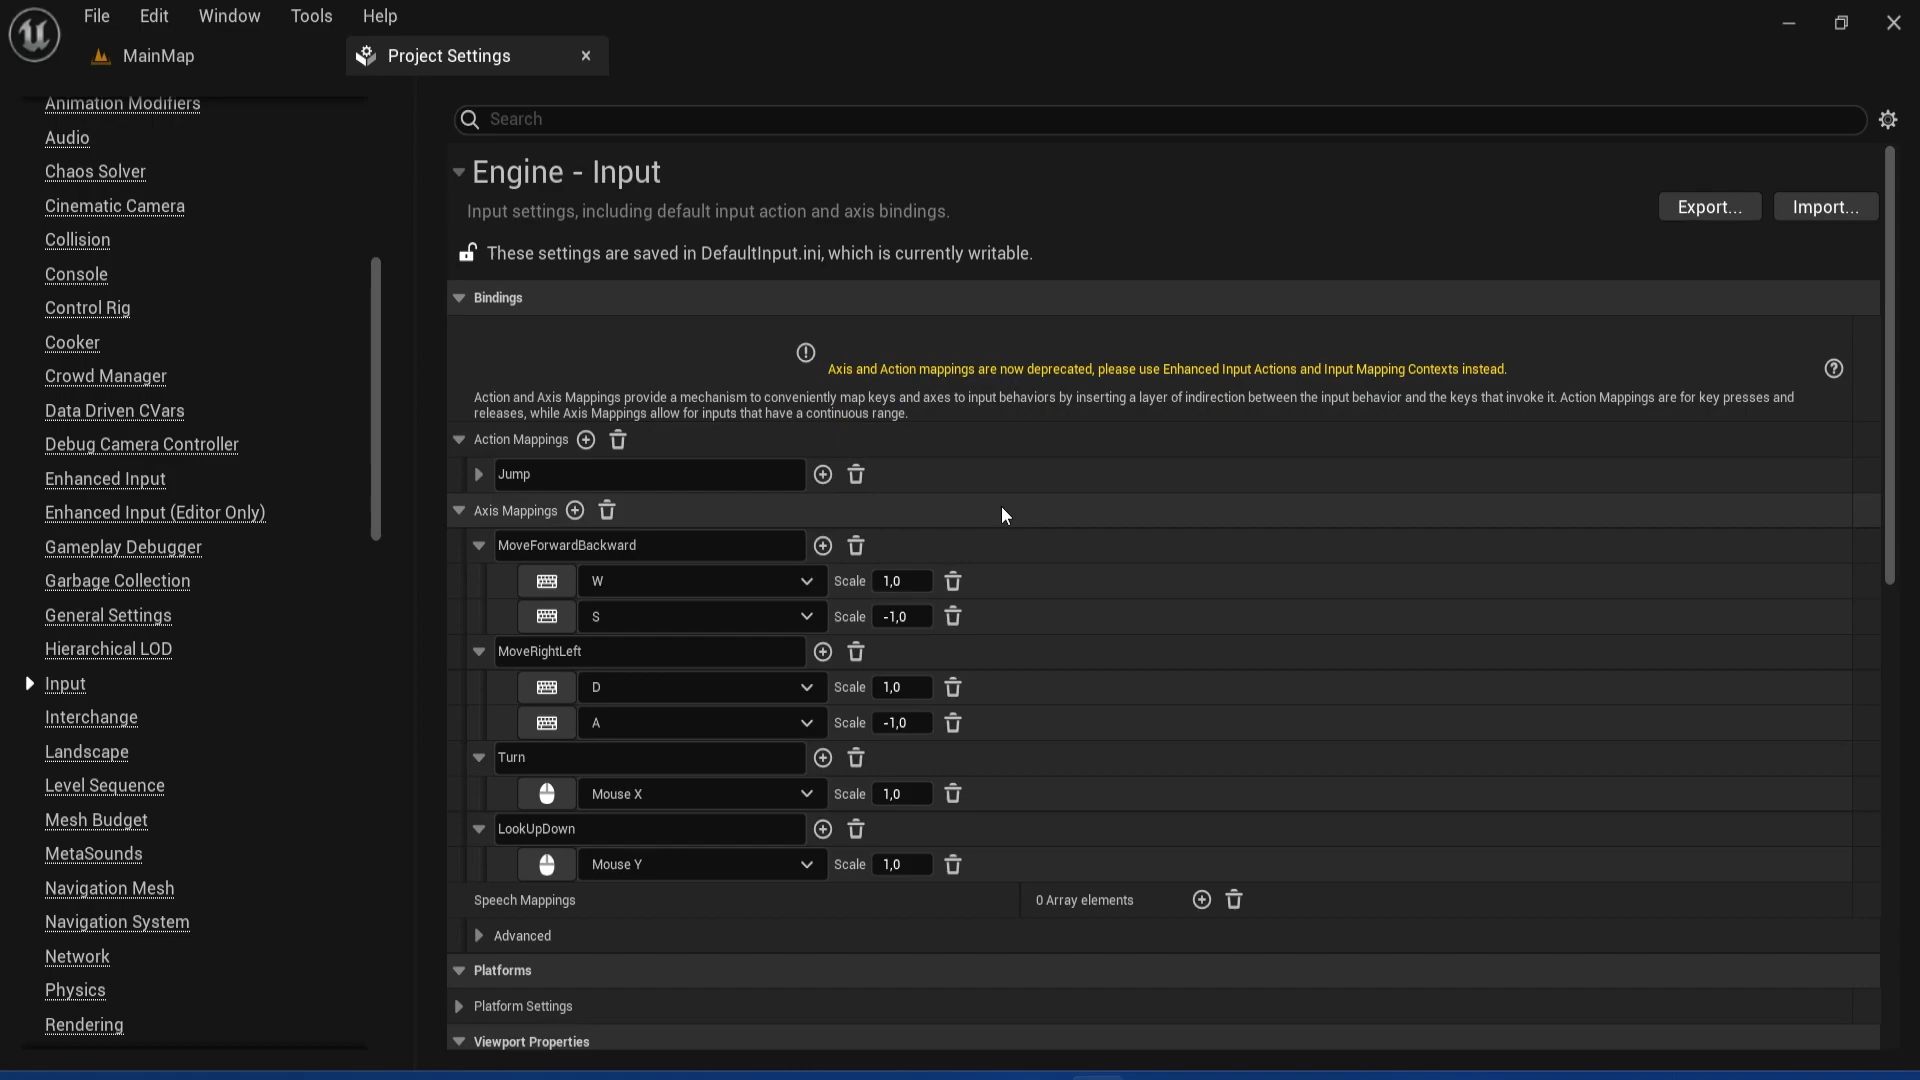 File Edit Window Tools Help
MainMap
Project Settings
Animation Modifiers
Audio
Chaos Solver
Cinematic Camera
Collision
Console
Control Rig
Cooker
Crowd Manager
Data Driven CVars
Debug Camera Controller
Enhanced Input
Enhanced Input (Editor Only)
Gameplay Debugger
Garbage Collection
General Settings
Hierarchical LOD
Input
Interchange
Landscape
Level Sequence
Mesh Budget
MetaSounds
Navigation Mesh
Navigation System
Network
Physics
Rendering
Search
Engine - Input
Input settings, including default input action and axis bindings.
Export... Import...
These settings are saved in DefaultInput.ini, which is currently writable.
Bindings
Axis and Action mappings are now deprecated, please use Enhanced Input Actions and Input Mapping Contexts instead.
Action and Axis Mappings provide a mechanism to conveniently map keys and axes to input behaviors by inserting a layer of indirection between the input behavior and the keys that invoke it. Action Mappings are for key presses and
releases, while Axis Mappings allow for inputs that have a continuous range.
Action Mappings
Jump
Axis Mappings
MoveForwardBackward
W Scale 1,0
S Scale -1,0
MoveRightLeft
D Scale 1,0
A Scale -1,0
Turn
Mouse X Scale 1,0
LookUpDown
Mouse Y Scale 1,0
Speech Mappings 0 Array elements
Advanced
Platforms
Platform Settings
Viewport Properties